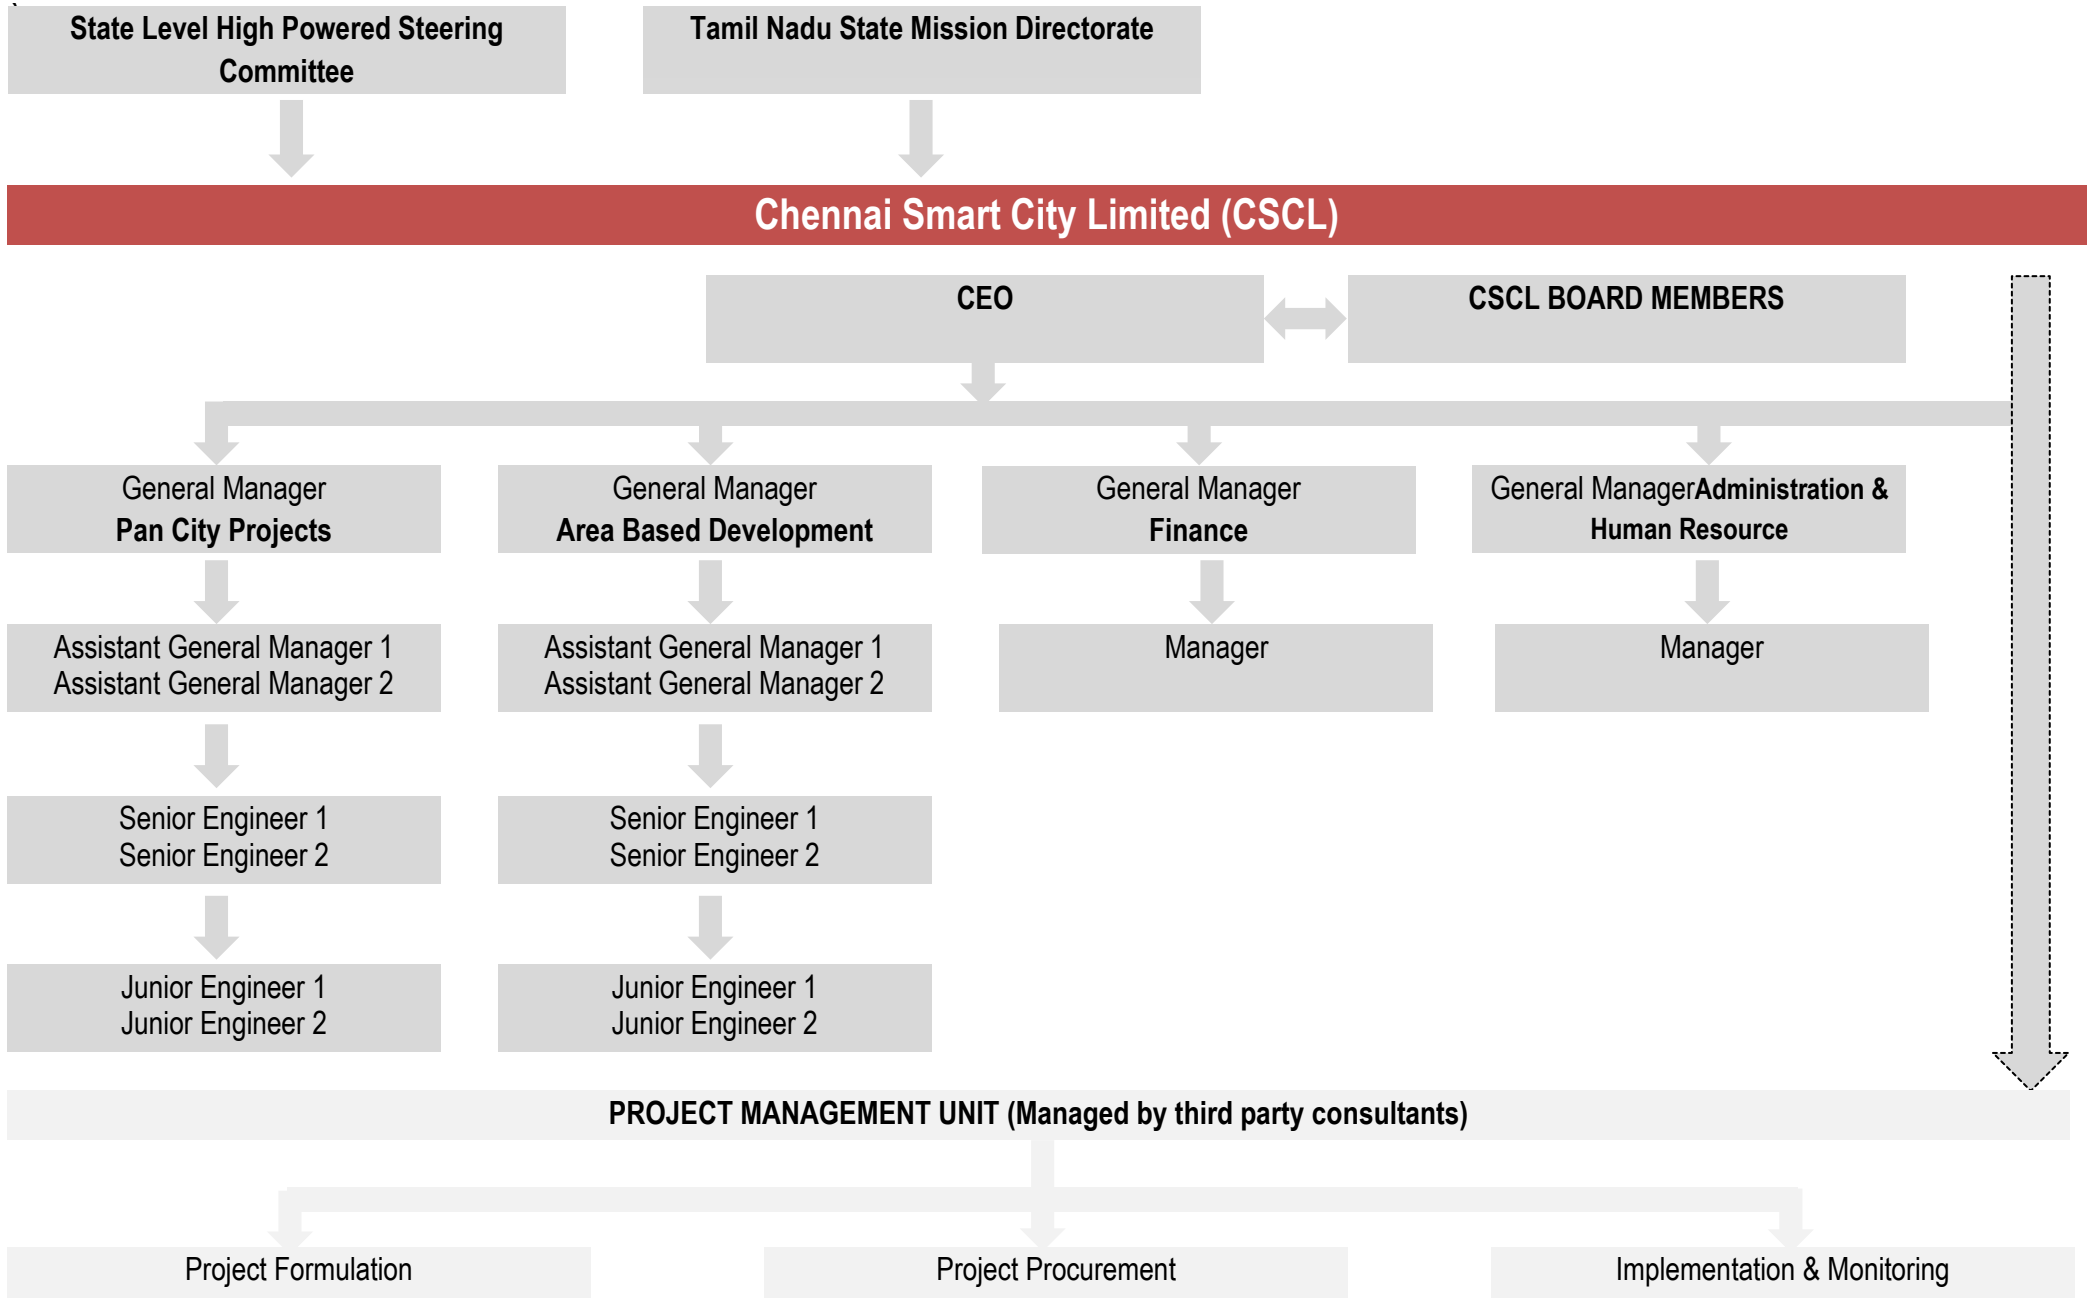 State Level High Powered Steering
Committee
Tamil Nadu State Mission Directorate
Chennai Smart City Limited (CSCL)
CEO
CSCL BOARD MEMBERS
General Manager
Pan City Projects
General Manager
Area Based Development
General Manager
Finance
General ManagerAdministration &
Human Resource
Assistant General Manager 1
Assistant General Manager 2
Assistant General Manager 1
Assistant General Manager 2
Manager
Manager
Senior Engineer 1
Senior Engineer 2
Senior Engineer 1
Senior Engineer 2
Junior Engineer 1
Junior Engineer 2
Junior Engineer 1
Junior Engineer 2
PROJECT MANAGEMENT UNIT (Managed by third party consultants)
Project Formulation
Project Procurement
Implementation & Monitoring